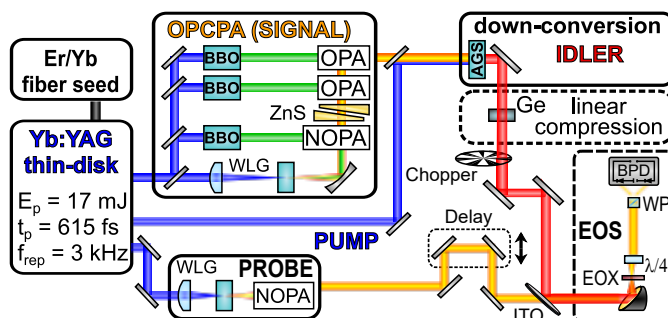 OPCPA (SIGNAL)
down-conversion
IDLER
AGS
Er/Yb
fiber seed
BBO
OPA
BBO
OPA
ZnS
BBO
NOPA
WLG
Ge
linear
compression
Yb:YAG
thin-disk
Eₚ = 17 mJ
tₚ = 615 fs
fᵣₑₚ = 3 kHz
Chopper
BPD
WP
EOS
λ/4
EOX
PUMP
Delay
WLG
PROBE
NOPA
ITO